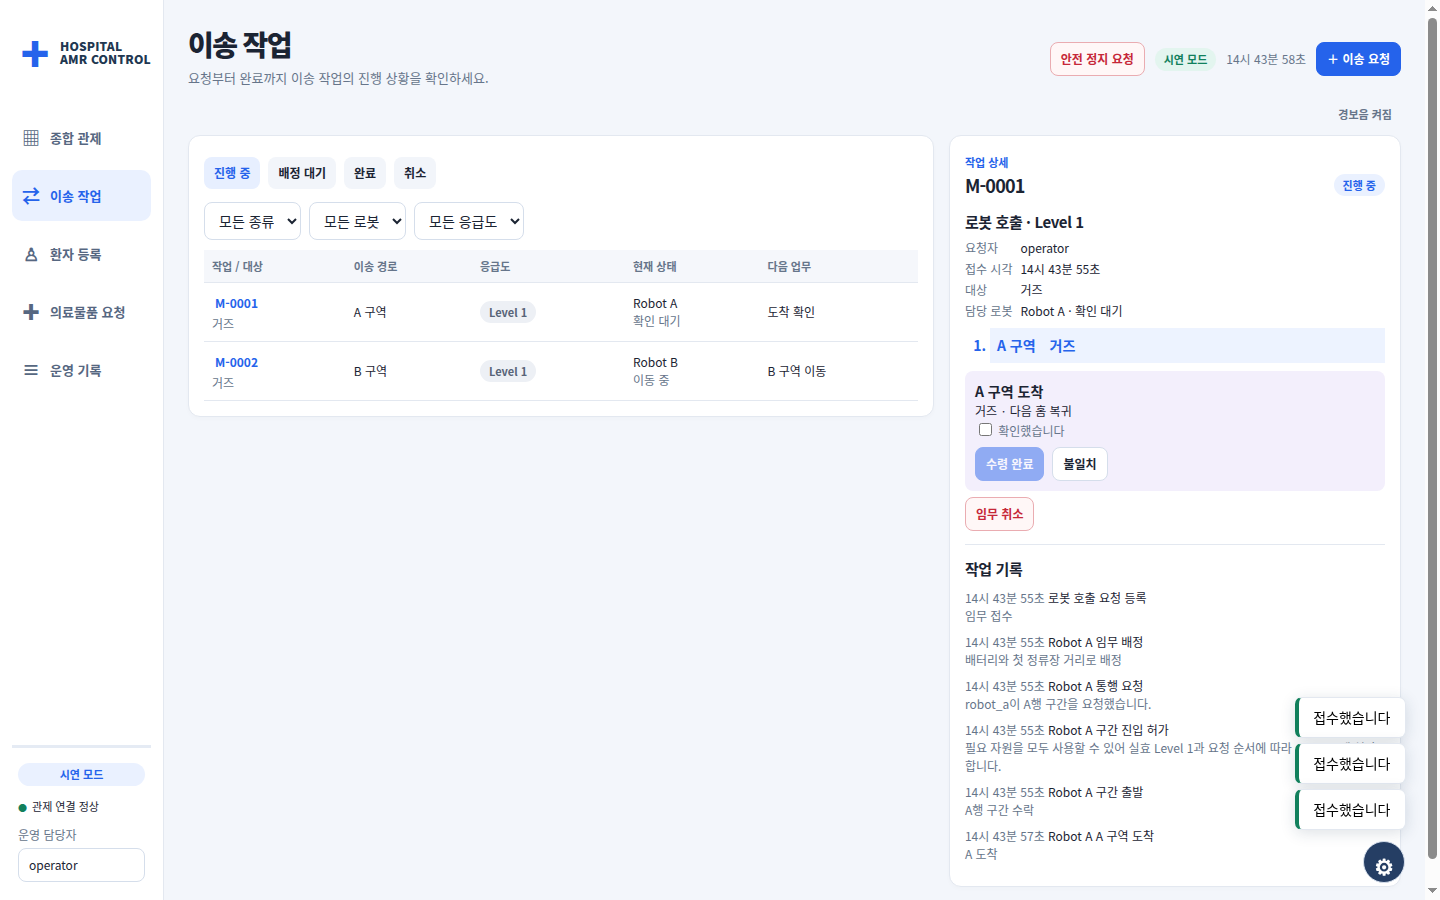 HOSPITAL
AMR CONTROL
종합 관제
이송 작업
환자 등록
의료물품 요청
운영 기록
시연 모드
관제 연결 정상
운영 담당자
operator
이송 작업
요청부터 완료까지 이송 작업의 진행 상황을 확인하세요.
안전 정지 요청
시연 모드
14시 43분 58초
+ 이송 요청
경보음 켜짐
진행 중 배정 대기 완료 취소
모든 종류 모든 로봇 모든 응급도
작업 / 대상 이송 경로 응급도 현재 상태 다음 업무
M-0001
거즈
A 구역
Level 1
Robot A
확인 대기
도착 확인
M-0002
거즈
B 구역
Level 1
Robot B
이동 중
B 구역 이동
작업 상세
M-0001
진행 중
로봇 호출 · Level 1
요청자 operator
접수 시각 14시 43분 55초
대상 거즈
담당 로봇 Robot A · 확인 대기
1. A 구역 거즈
A 구역 도착
거즈 · 다음 홈 복귀
확인했습니다
수령 완료 불일치
임무 취소
작업 기록
14시 43분 55초 로봇 호출 요청 등록
임무 접수
14시 43분 55초 Robot A 임무 배정
배터리와 첫 정류장 거리로 배정
14시 43분 55초 Robot A 통행 요청
robot_a이 A행 구간을 요청했습니다.
14시 43분 55초 Robot A 구간 진입 허가
필요 자원을 모두 사용할 수 있어 실효 Level 1과 요청 순서에 따라
합니다.
14시 43분 55초 Robot A 구간 출발
A행 구간 수락
14시 43분 57초 Robot A A 구역 도착
A 도착
접수했습니다
접수했습니다
접수했습니다